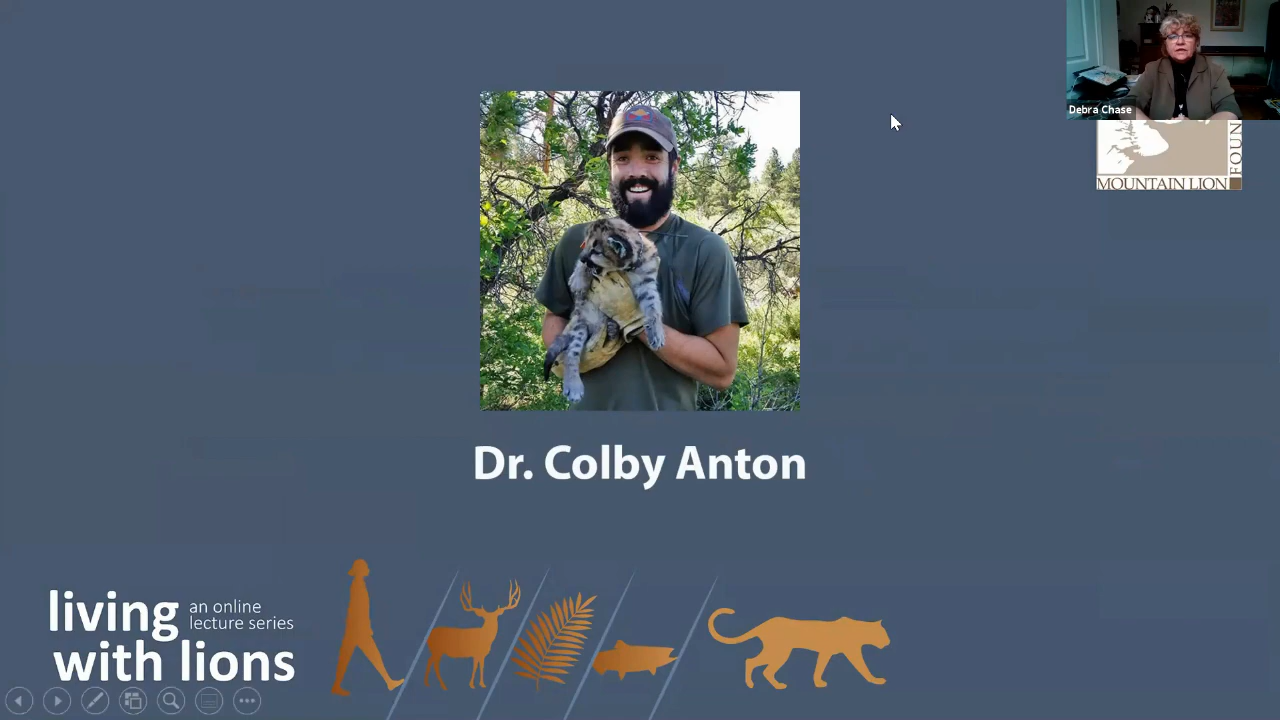 Debra Chase
FOUN
MOUNTAIN LION
Dr. Colby Anton
living
with lions
an online
lecture series